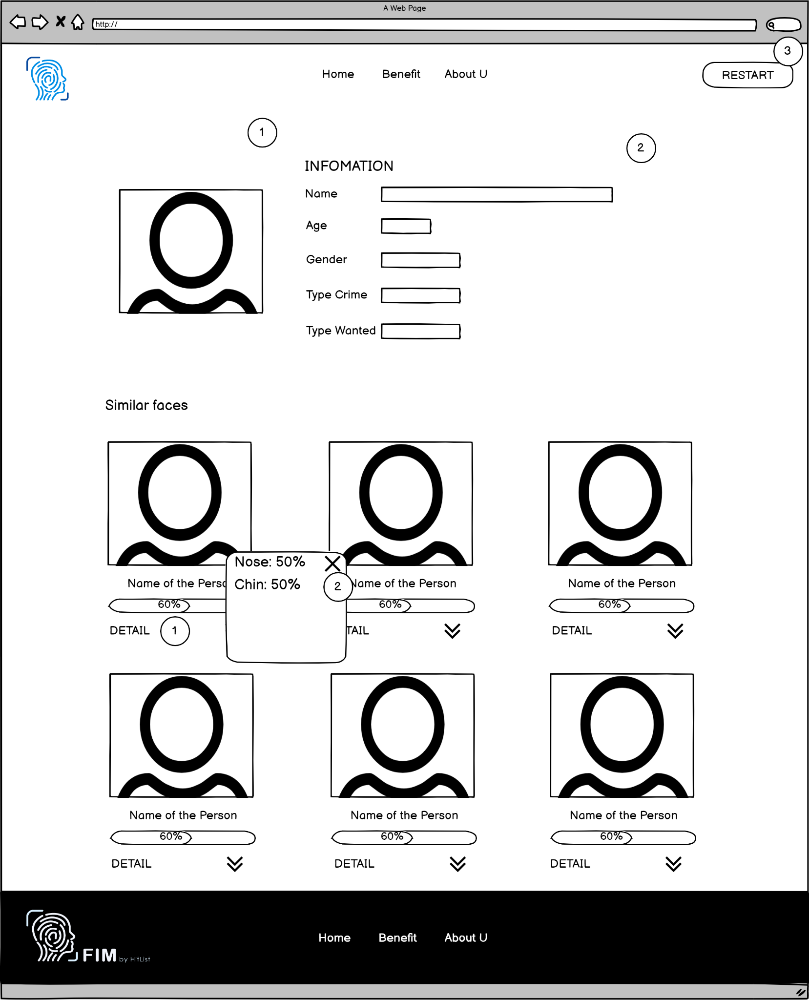 A Web Page
http://
3
Home Benefit About U
RESTART
1
2
INFOMATION
Name
Age
Gender
Type Crime
Type Wanted
Similar faces
Nose: 50%
Chin: 50%
2
Name of the Perso
Name of the Person
Name of the Person
60%
60%
60%
DETAIL
1
TAIL
DETAIL
Name of the Person
Name of the Person
Name of the Person
60%
60%
60%
DETAIL
DETAIL
DETAIL
FIM by HitList
Home Benefit About U